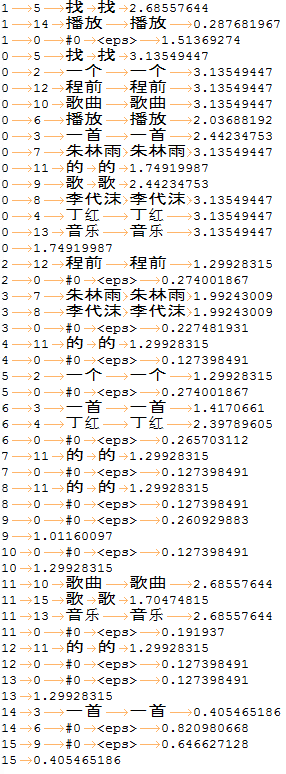 1→5→找→找→2.68557644
1→14→播放→播放→0.287681967
1→0→#0→<eps>→1.51369274
0→5→找→找→3.13549447
0→2→一个→一个→3.13549447
0→12→程前→程前→3.13549447
0→10→歌曲→歌曲→3.13549447
0→6→播放→播放→2.03688192
0→3→一首→一首→2.44234753
0→7→朱林雨→朱林雨→3.13549447
0→11→的→的→1.74919987
0→9→歌→歌→2.44234753
0→8→李代沫→李代沫→3.13549447
0→4→丁红→丁红→3.13549447
0→13→音乐→音乐→3.13549447
0→1.74919987
2→12→程前→程前→1.29928315
2→0→#0→<eps>→0.274001867
3→7→朱林雨→朱林雨→1.99243009
3→8→李代沫→李代沫→1.99243009
3→0→#0→<eps>→0.227481931
4→11→的→的→1.29928315
4→0→#0→<eps>→0.127398491
5→2→一个→一个→1.29928315
5→0→#0→<eps>→0.274001867
6→3→一首→一首→1.4170661
6→4→丁红→丁红→2.39789605
6→0→#0→<eps>→0.265703112
7→11→的→的→1.29928315
7→0→#0→<eps>→0.127398491
8→11→的→的→1.29928315
8→0→#0→<eps>→0.127398491
9→0→#0→<eps>→0.260929883
9→1.01160097
10→0→#0→<eps>→0.127398491
10→1.29928315
11→10→歌曲→歌曲→2.68557644
11→15→歌→歌→1.70474815
11→13→音乐→音乐→2.68557644
11→0→#0→<eps>→0.191937
12→11→的→的→1.29928315
12→0→#0→<eps>→0.127398491
13→0→#0→<eps>→0.127398491
13→1.29928315
14→3→一首→一首→0.405465186
14→6→#0→<eps>→0.820980668
15→9→#0→<eps>→0.646627128
15→0.405465186